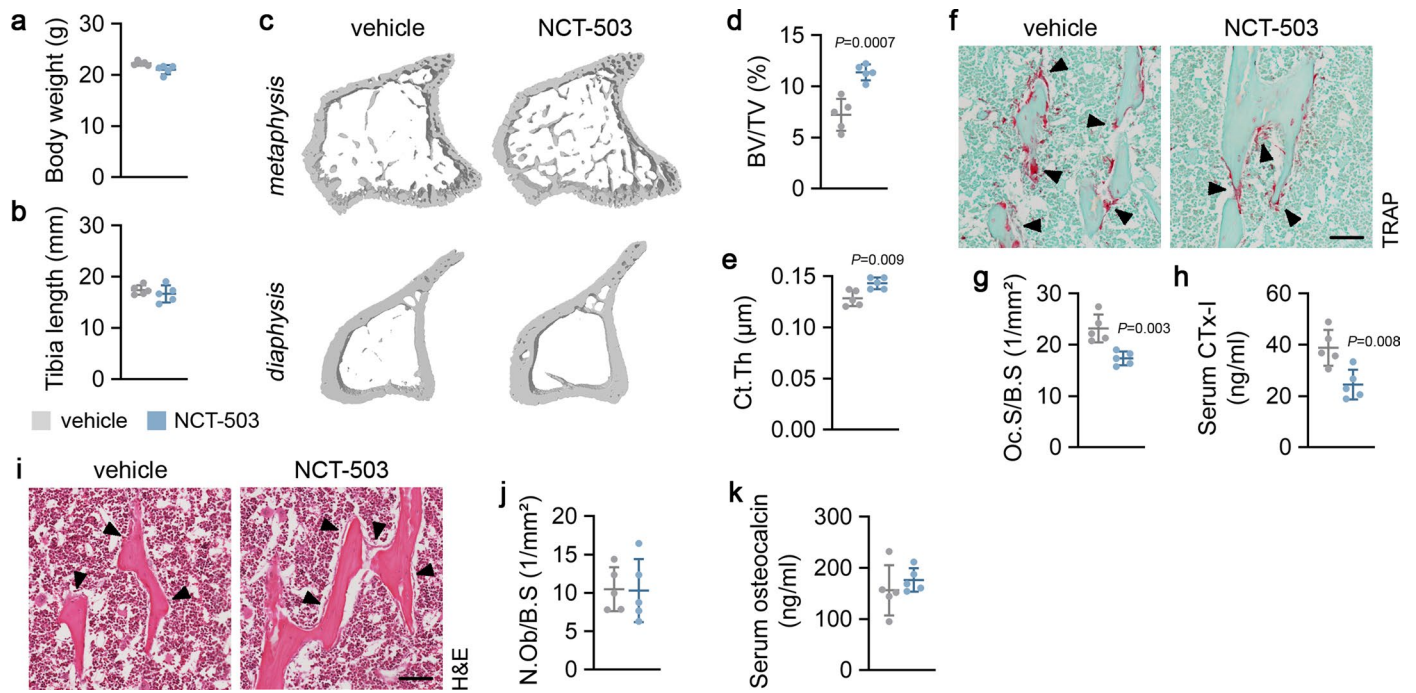 a
Body weight (g)
30
20
10
0
b
Tibia length (mm)
30
20
10
0
vehicle
NCT-503
c
vehicle
NCT-503
metaphysis
diaphysis
d
BV/TV (%)
15
10
5
0
P=0.0007
e
Ct.Th (μm)
0.15
0.10
0.05
0.00
P=0.009
f
vehicle
NCT-503
TRAP
g
Oc.S/B.S (1/mm²)
30
20
10
0
P=0.003
h
Serum CTx-I
(ng/ml)
60
40
20
0
P=0.008
i
vehicle
NCT-503
H&E
j
N.Ob/B.S (1/mm²)
20
15
10
5
0
k
Serum osteocalcin
(ng/ml)
300
200
100
0